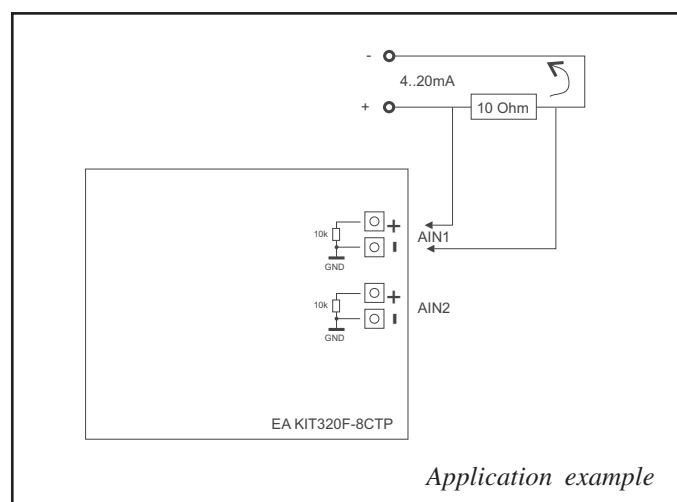 -
4..20mA
+
10 Ohm
10k
+
-
AIN1
GND
10k
+
-
AIN2
GND
EA KIT320F-8CTP
Application example